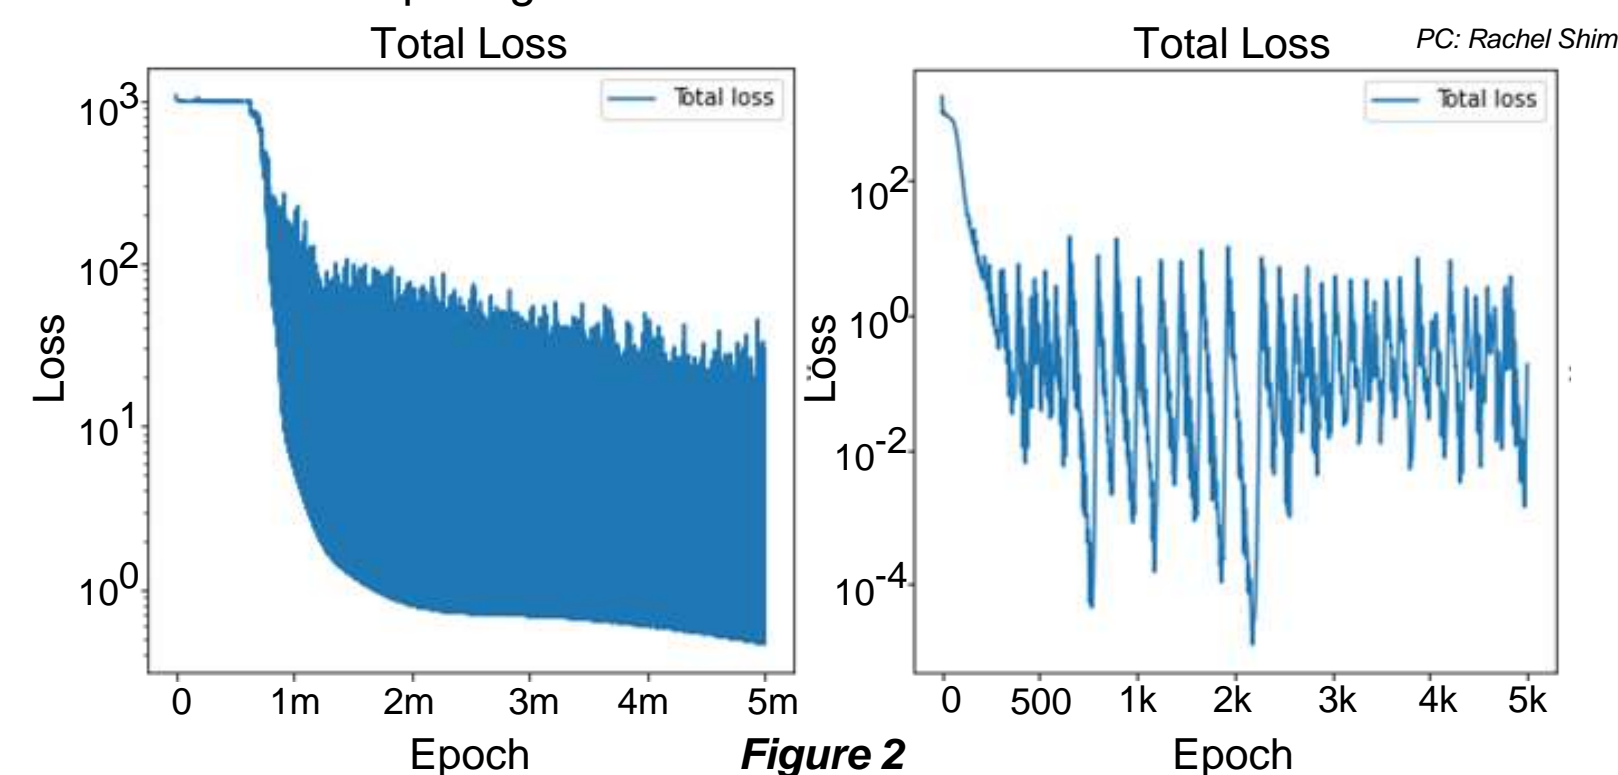 Total Loss
Total loss
10^3
10^2
10^1
10^0
Loss
0 1m 2m 3m 4m 5m
Epoch
Total Loss
PC: Rachel Shim
Total loss
10^2
10^0
10^-2
10^-4
Loss
0 500 1k 2k 3k 4k 5k
Epoch
Figure 2